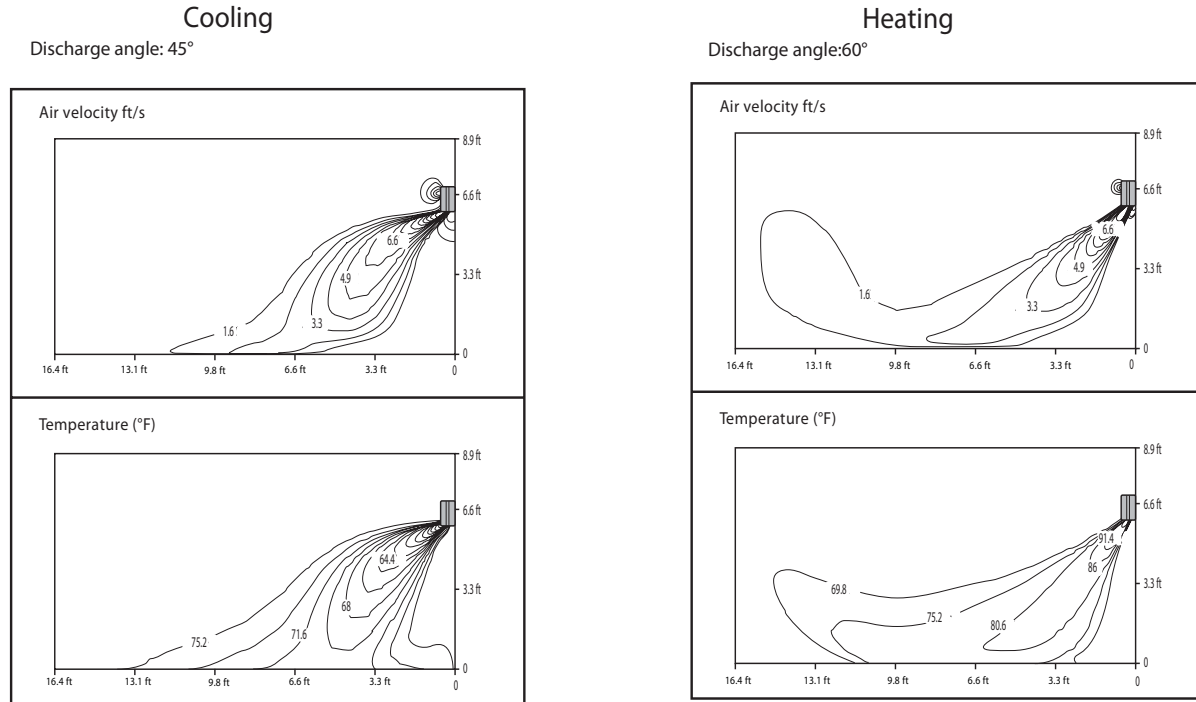 Cooling
Discharge angle: 45°
Air velocity ft/s
8.9 ft
6.6 ft
6.6
4.9
3.3 ft
3.3
1.6
0
16.4 ft 13.1 ft 9.8 ft 6.6 ft 3.3 ft 0
Temperature (°F)
8.9 ft
6.6 ft
64.4
3.3 ft
68
71.6
75.2
0
16.4 ft 13.1 ft 9.8 ft 6.6 ft 3.3 ft 0
Heating
Discharge angle:60°
Air velocity ft/s
8.9 ft
6.6 ft
6.6
4.9
3.3 ft
1.6
3.3
0
16.4 ft 13.1 ft 9.8 ft 6.6 ft 3.3 ft 0
Temperature (°F)
8.9 ft
6.6 ft
91.4
86
3.3 ft
69.8
75.2
80.6
0
16.4 ft 13.1 ft 9.8 ft 6.6 ft 3.3 ft 0